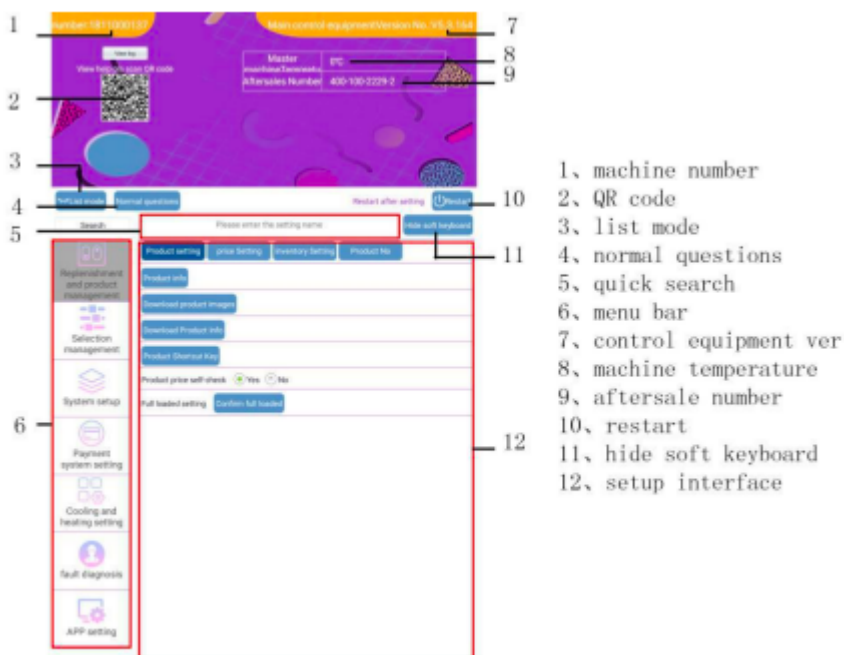 1
number:1811000137
Main control equipmentVersion No.:V5.3.164
7
View log
View help on scan QR code
Master
machineTemperatu
0℃
8
Aftersales Number
400-100-2229-2
9
2
3
List mode
Normal questions
Restart after setting
Restart
10
4
Search
Please enter the setting name
Hide soft keyboard
5
11
Product setting
price Setting
Inventory Setting
Product No
Replenishment
and product
management
Product info
Download product images
Selection
management
Download Product info
Product Shortcut Key
System setup
Product price self-check
Yes
No
Full loaded setting
Confirm full loaded
6
12
Payment
system setting
Cooling and
heating setting
fault diagnosis
APP setting
1、machine number
2、QR code
3、list mode
4、normal questions
5、quick search
6、menu bar
7、control equipment ver
8、machine temperature
9、aftersale number
10、restart
11、hide soft keyboard
12、setup interface